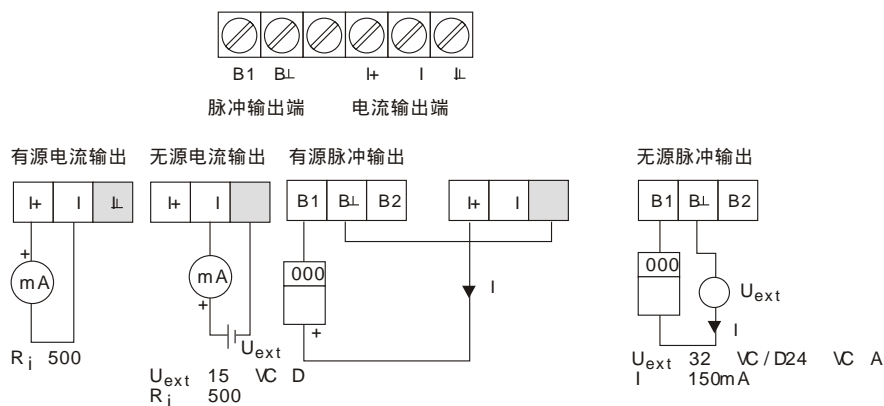 B1 B⊥ I+ I I⊥
脉冲输出端 电流输出端
有源电流输出 无源电流输出 有源脉冲输出 无源脉冲输出
I+ I I⊥ I+ I B1 B⊥ B2 I+ I B1 B⊥ B2
+
mA
Ri 500
mA
+
Uext
Uext 15 VC D
Ri 500
000
+
I
000
Uext
I
Uext 32 VC/D24 VC A
I 150mA